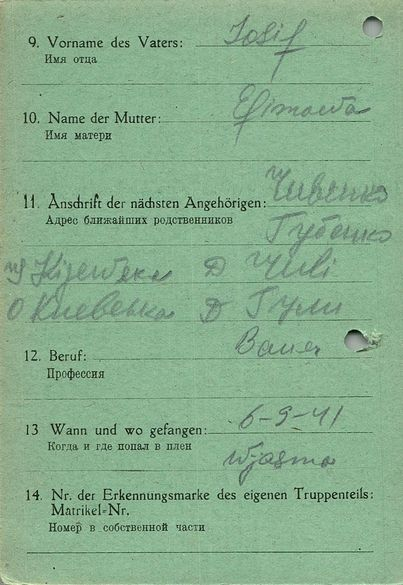 9. Vorname des Vaters: Iosif
Имя отца
10. Name der Mutter:
Имя матери
11. Anschrift der nächsten Angehörigen:
Адрес ближайших родственников
Д
Д
12. Beruf: Bauer
Профессия
13 Wann und wo gefangen: 6-9-41
Когда и где попал в плен
Wjasma
14. Nr. der Erkennungsmarke des eigenen Truppenteils:
Matrikel-Nr.
Номер в собственной части